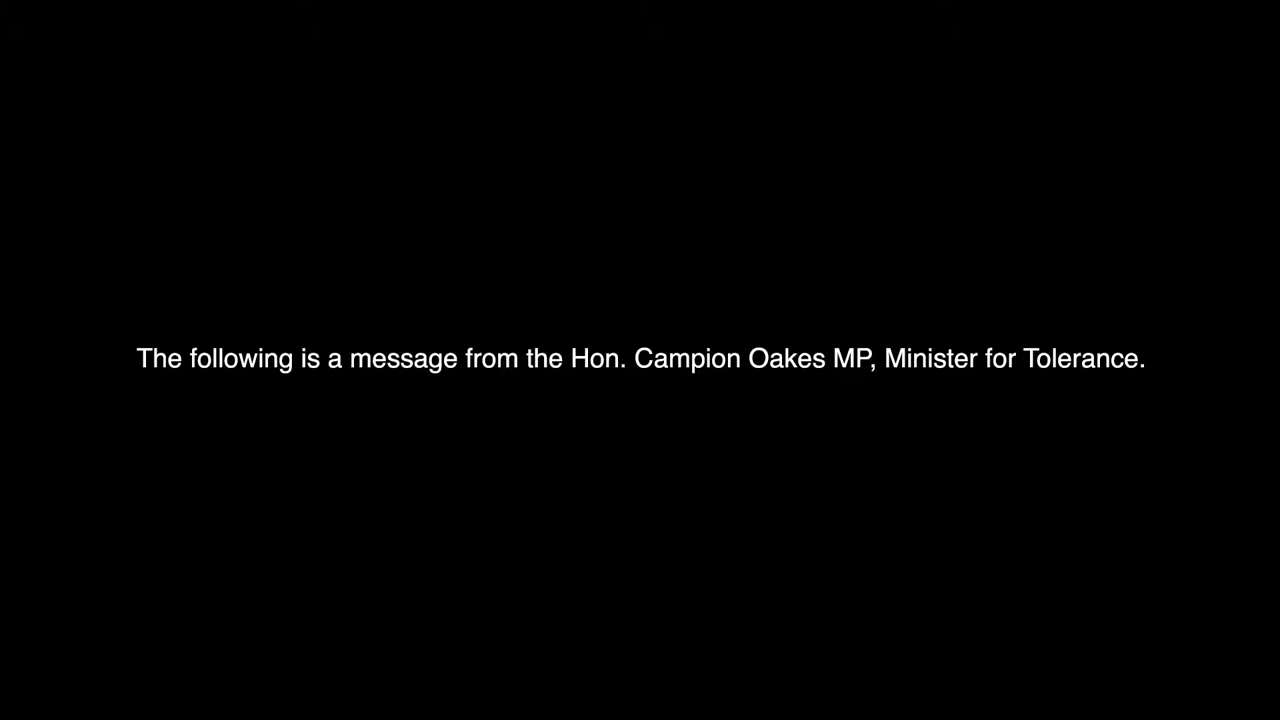 The following is a message from the Hon. Campion Oakes MP, Minister for Tolerance.